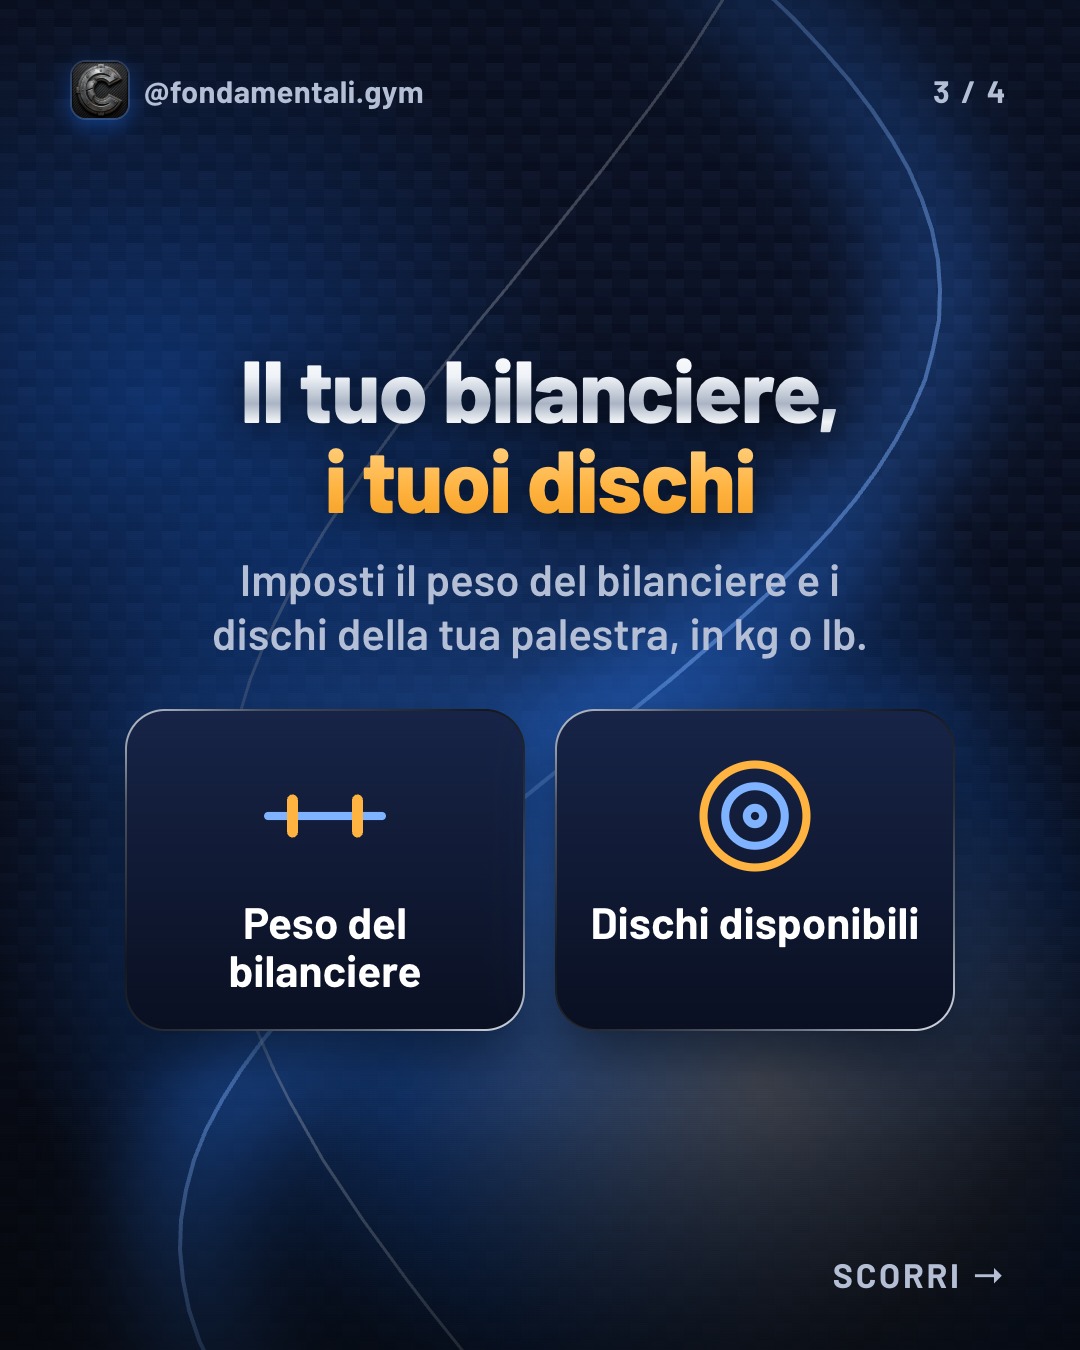 @fondamentali.gym
3 / 4
Il tuo bilanciere,
i tuoi dischi
Imposti il peso del bilanciere e i
dischi della tua palestra, in kg o lb.
Peso del
bilanciere
Dischi disponibili
SCORRI →